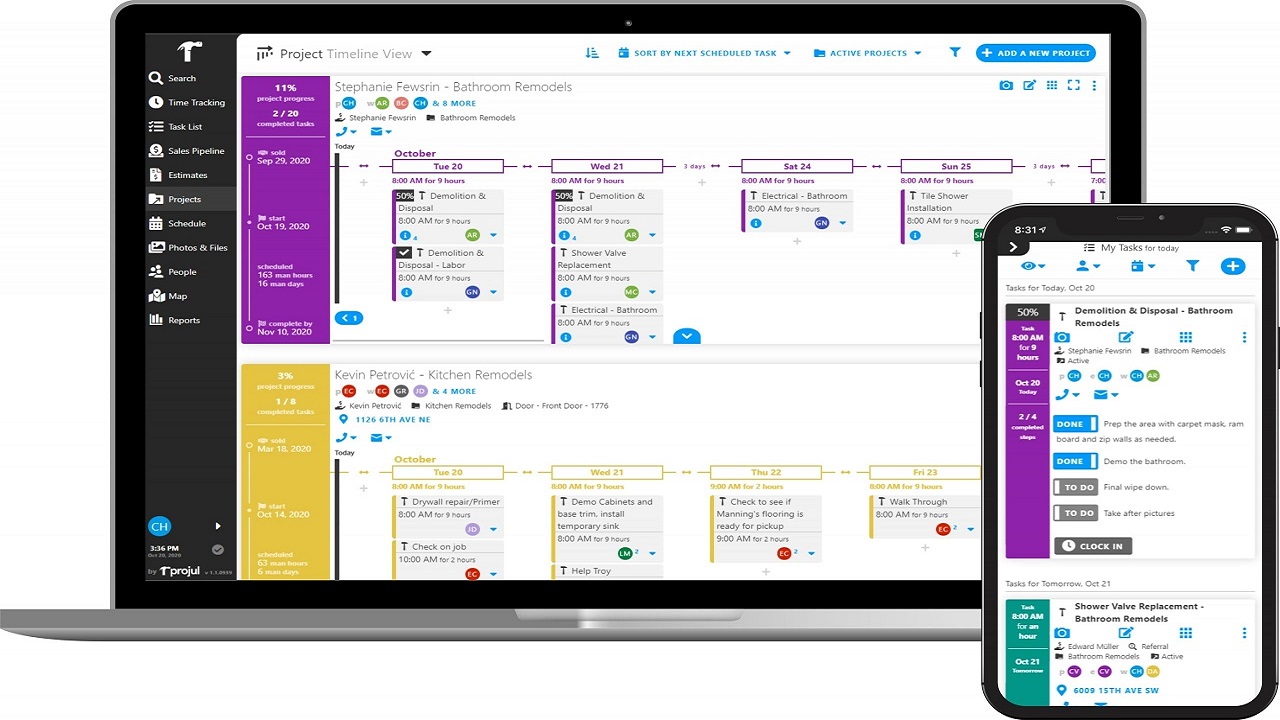 Project Timeline View
SORT BY NEXT SCHEDULED TASK
ACTIVE PROJECTS
ADD A NEW PROJECT
Search
Time Tracking
Task List
Sales Pipeline
Estimates
Projects
Schedule
Photos & Files
People
Map
Reports
CH
3:36 PM
Oct 20, 2020
by projul v 1.1.0939
11%
project progress
2 / 20
completed tasks
sold
Sep 29, 2020
start
Oct 19, 2020
scheduled
163 man hours
16 man days
complete by
Nov 10, 2020
Stephanie Fewsrin - Bathroom Remodels
p CH w AR BC CH & 8 MORE
Stephanie Fewsrin Bathroom Remodels
Today
October
Tue 20
8:00 AM for 9 hours
50% Demolition &
Disposal
8:00 AM for 9 hours
4 AR
Demolition &
Disposal - Labor
8:00 AM for 9 hours
GN
1
Wed 21
8:00 AM for 9 hours
50% Demolition &
Disposal
8:00 AM for 9 hours
4 AR
Shower Valve
Replacement
8:00 AM for 9 hours
MC
Electrical - Bathroom
8:00 AM for 9 hours
GN
3 days
Sat 24
8:00 AM for 9 hours
Electrical - Bathroom
8:00 AM for 9 hours
GN
Sun 25
8:00 AM for 9 hours
Tile Shower
Installation
8:00 AM for 9 hours
3 days
3%
project progress
1 / 8
completed tasks
sold
Mar 18, 2020
start
Oct 14, 2020
scheduled
63 man hours
6 man days
Kevin Petrović - Kitchen Remodels
p EC w EC GR JD & 4 MORE
Kevin Petrović Kitchen Remodels Door - Front Door - 1776
1126 6TH AVE NE
Today
October
Tue 20
8:00 AM for 9 hours
Drywall repair/Primer
8:00 AM for 9 hours
JD
Check on job
10:00 AM for 2 hours
EC
Wed 21
8:00 AM for 9 hours
Demo Cabinets and
base trim, install
temporary sink
8:00 AM for 9 hours
LM 2
Help Troy
Thu 22
9:00 AM for 2 hours
Check to see if
Manning's flooring is
ready for pickup
9:00 AM for 2 hours
EC 2
Fri 23
8:00 AM for 9 hours
Walk Through
8:00 AM for 9 hours
EC 2
8:31
My Tasks for today
Tasks for Today, Oct 20
50%
Task
8:00 AM
for 9
hours
Oct 20
Today
2 / 4
completed
steps
Demolition & Disposal - Bathroom
Remodels
Stephanie Fewsrin Bathroom Remodels
Active
p CH e CH w CH AR
DONE Prep the area with carpet mask, ram
board and zip walls as needed.
DONE Demo the bathroom.
TO DO Final wipe down.
TO DO Take after pictures
CLOCK IN
Tasks for Tomorrow, Oct 21
Task
8:00 AM
for an
hour
Oct 21
Tomorrow
Shower Valve Replacement -
Bathroom Remodels
Edward Müller Referral
Bathroom Remodels Active
p CV e CV w CH DA
6009 15TH AVE SW